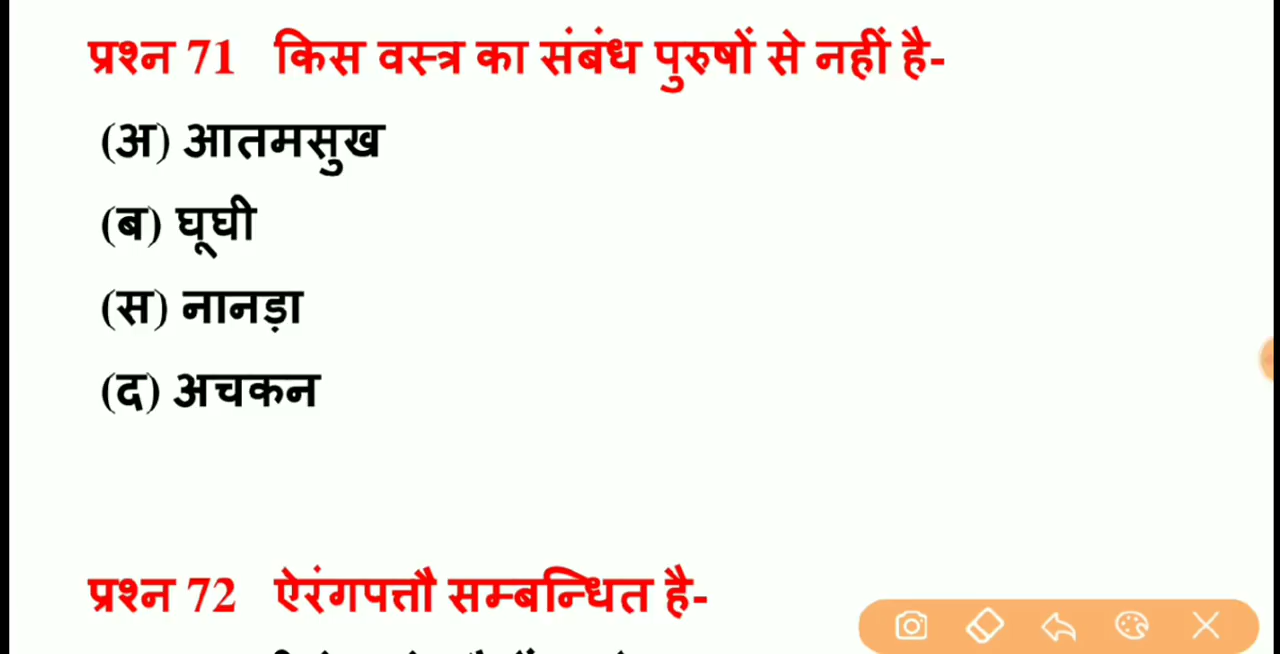 प्रश्न 71 किस वस्त्र का संबंध पुरुषों से नहीं है-
(अ) आतमसुख
(ब) घूघी
(स) नानड़ा
(द) अचकन
प्रश्न 72 ऐरंगपत्तौ सम्बन्धित है-